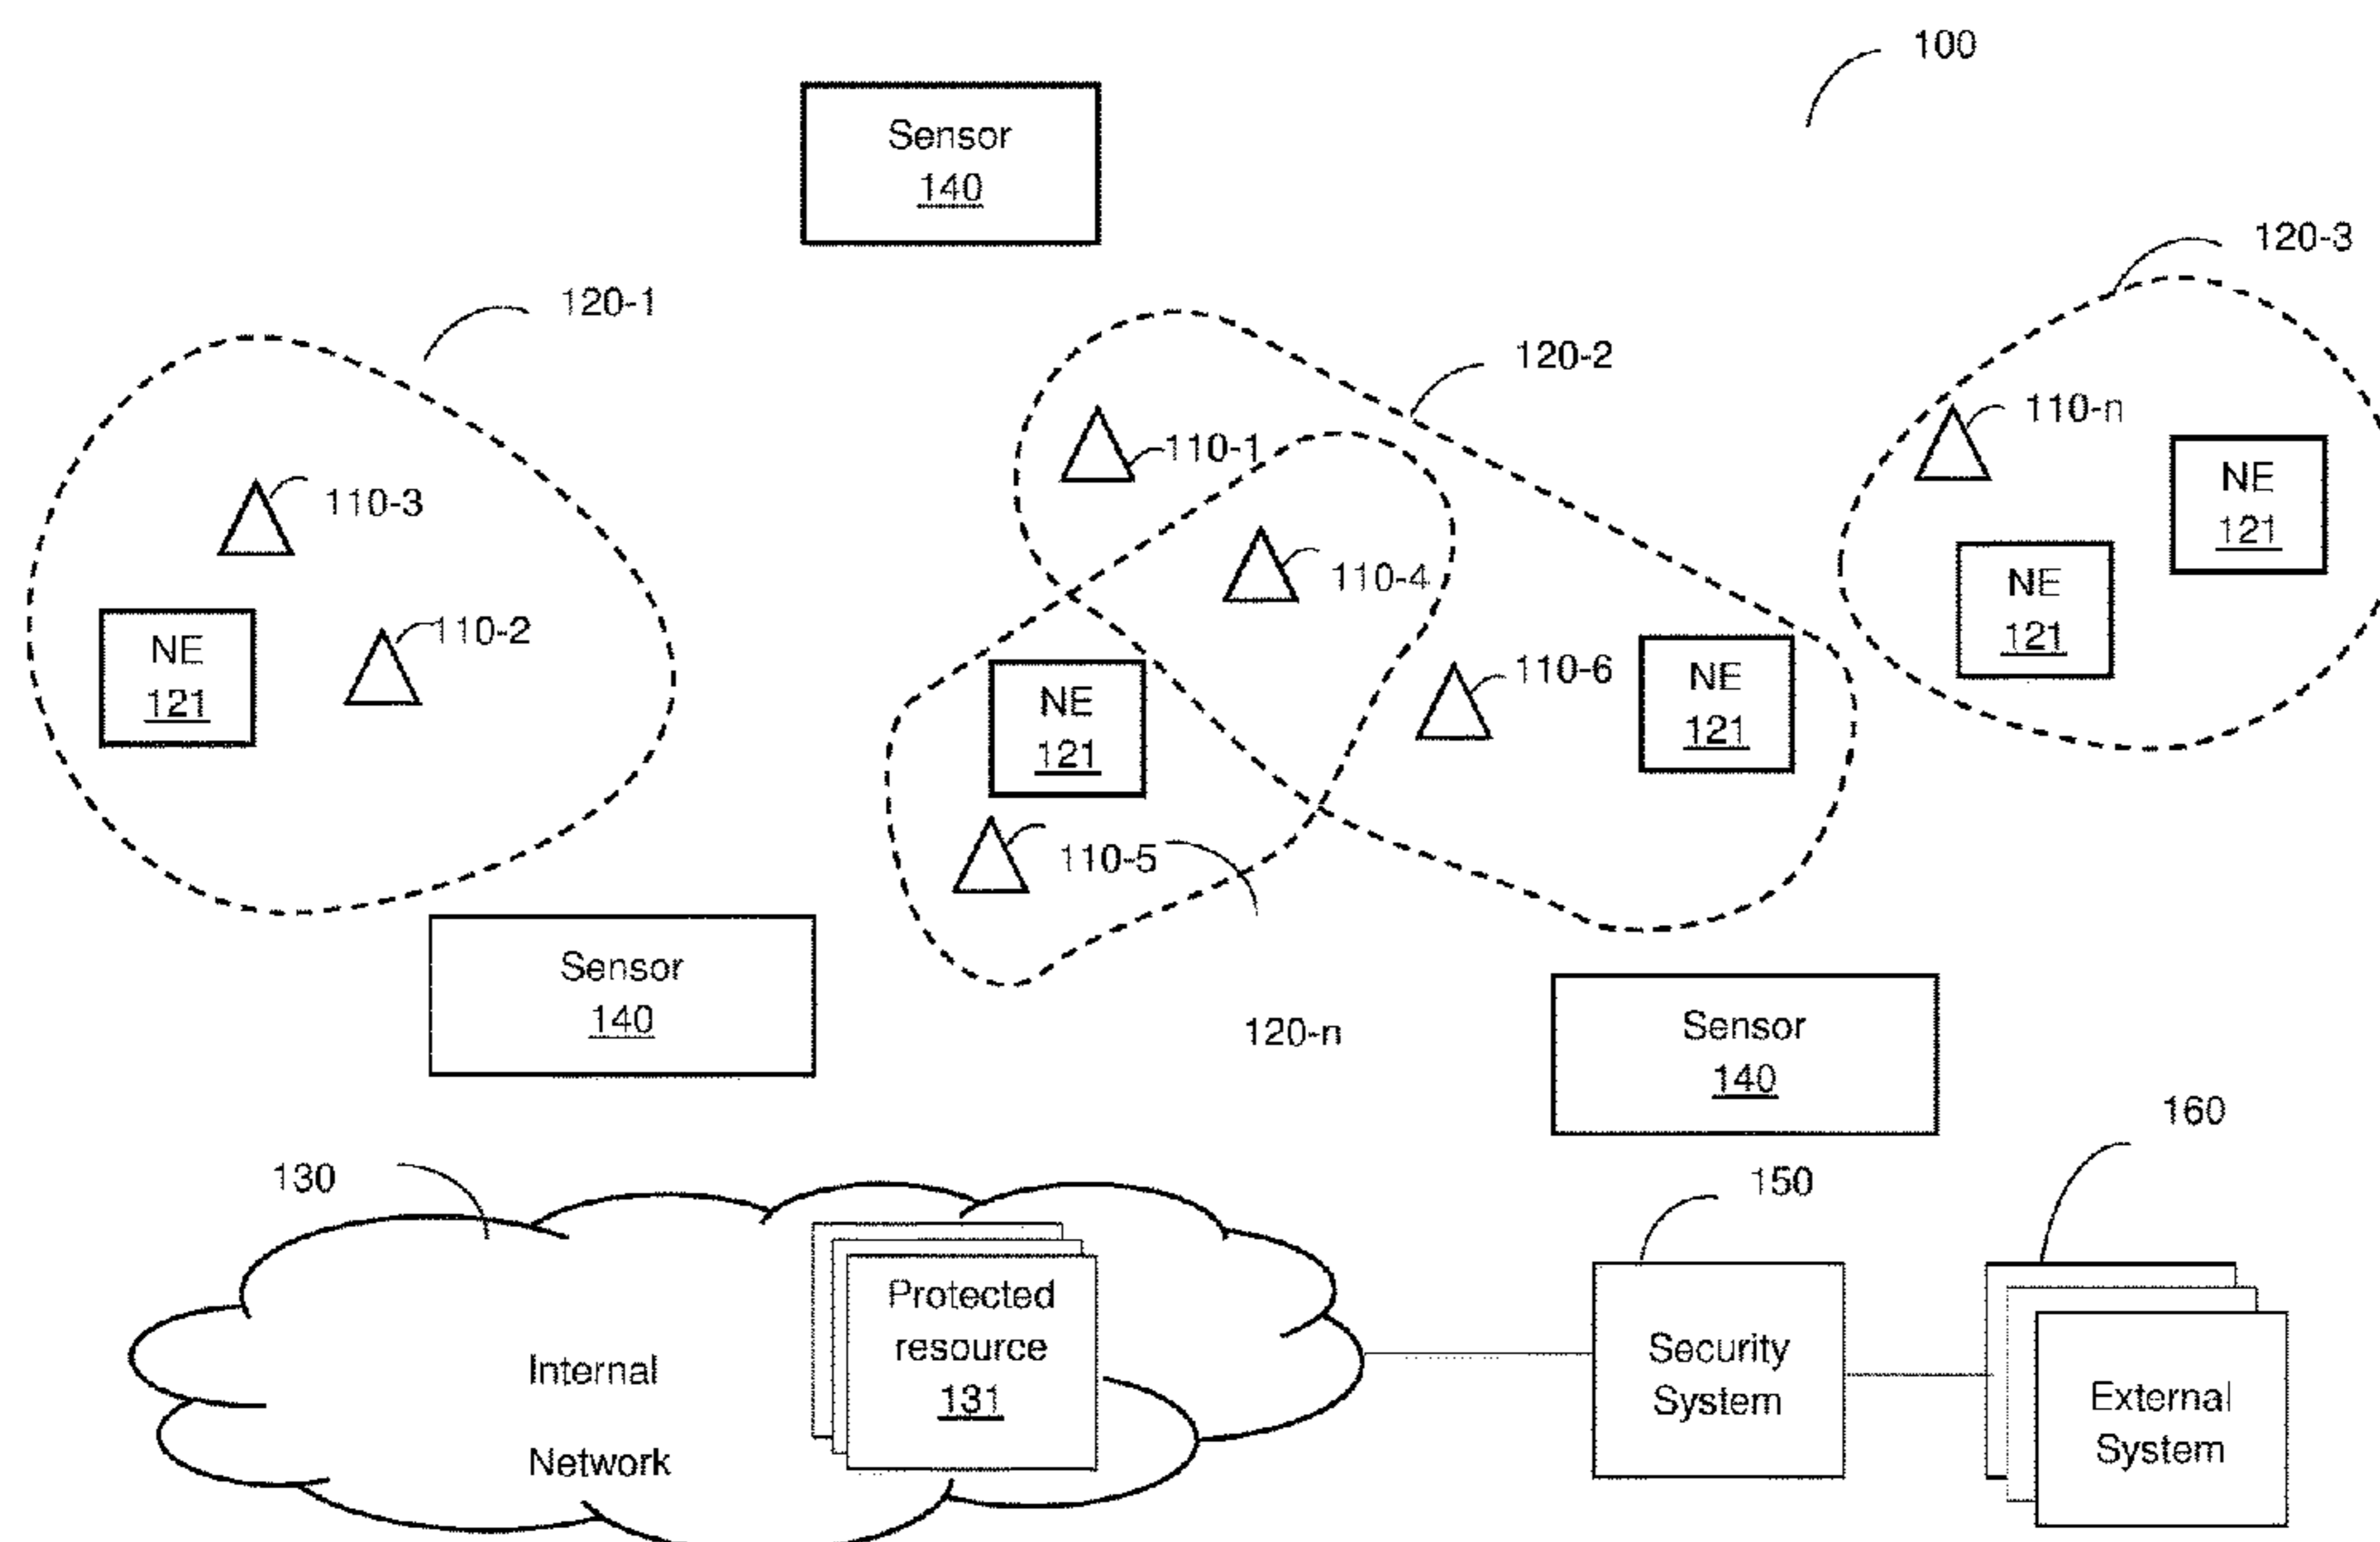 100
Sensor
140
120-3
120-1
120-2
110-n
110-1
NE
121
110-3
110-4
NE
121
110-2
NE
121
110-6
NE
121
NE
121
110-5
Sensor
140
120-n
Sensor
140
160
130
150
Protected
resource
131
Internal
Network
Security
System
External
System